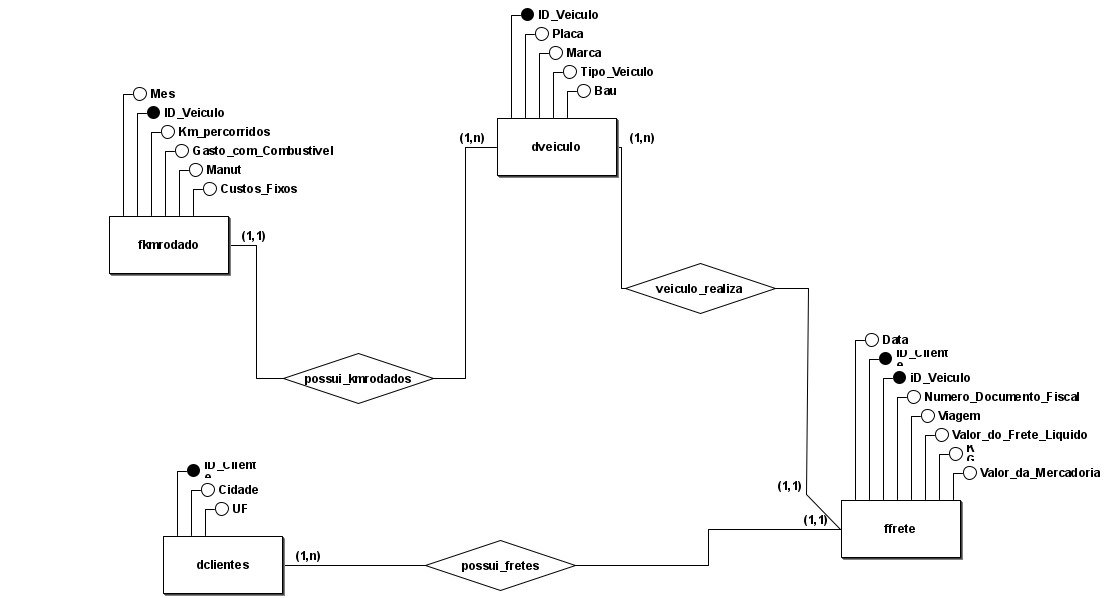 ID_Veiculo
Placa
Marca
Tipo_Veiculo
Bau
dveiculo
(1,n)
(1,n)
Mes
ID_Veiculo
Km_percorridos
Gasto_com_Combustivel
Manut
Custos_Fixos
fkmrodado
(1,1)
possui_kmrodados
veiculo_realiza
Data
ID_Client
e
iD_Veiculo
Numero_Documento_Fiscal
Viagem
Valor_do_Frete_Liquido
K
G
Valor_da_Mercadoria
ffrete
(1,1)
(1,1)
ID_Client
e
Cidade
UF
dclientes
(1,n)
possui_fretes